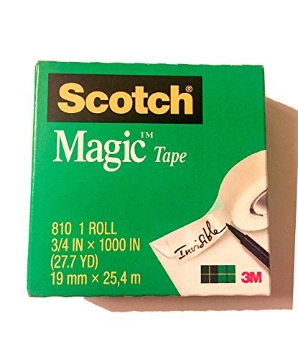 Scotch®
Magic™ Tape
810 1 ROLL
3/4 IN × 1000 IN
(27.7 YD)
19 mm × 25,4 m
Invisible
3M